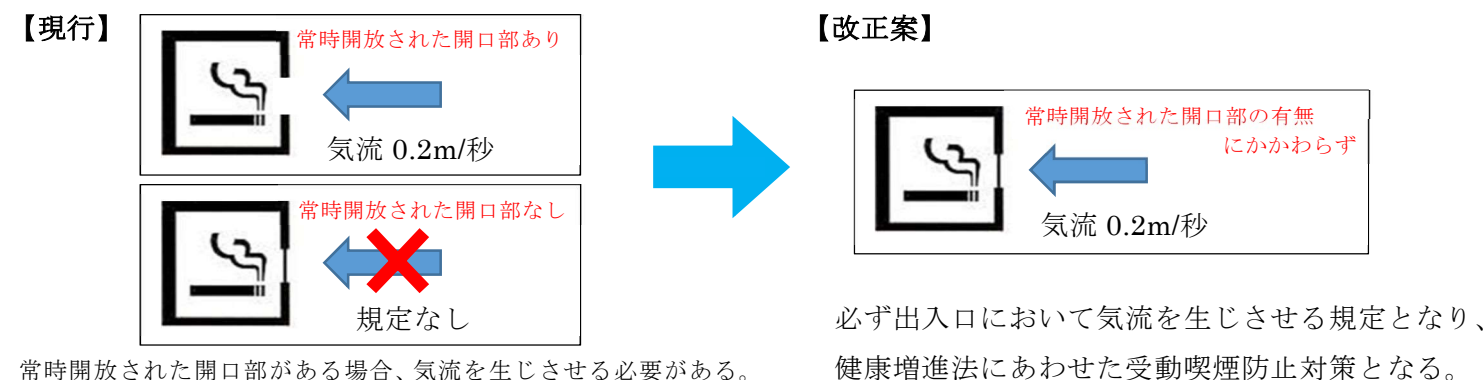 【現行】
常時開放された開口部あり
気流 0.2m/秒
常時開放された開口部なし
規定なし
常時開放された開口部がある場合、気流を生じさせる必要がある。
【改正案】
常時開放された開口部の有無
にかかわらず
気流 0.2m/秒
必ず出入口において気流を生じさせる規定となり、
健康増進法にあわせた受動喫煙防止対策となる。